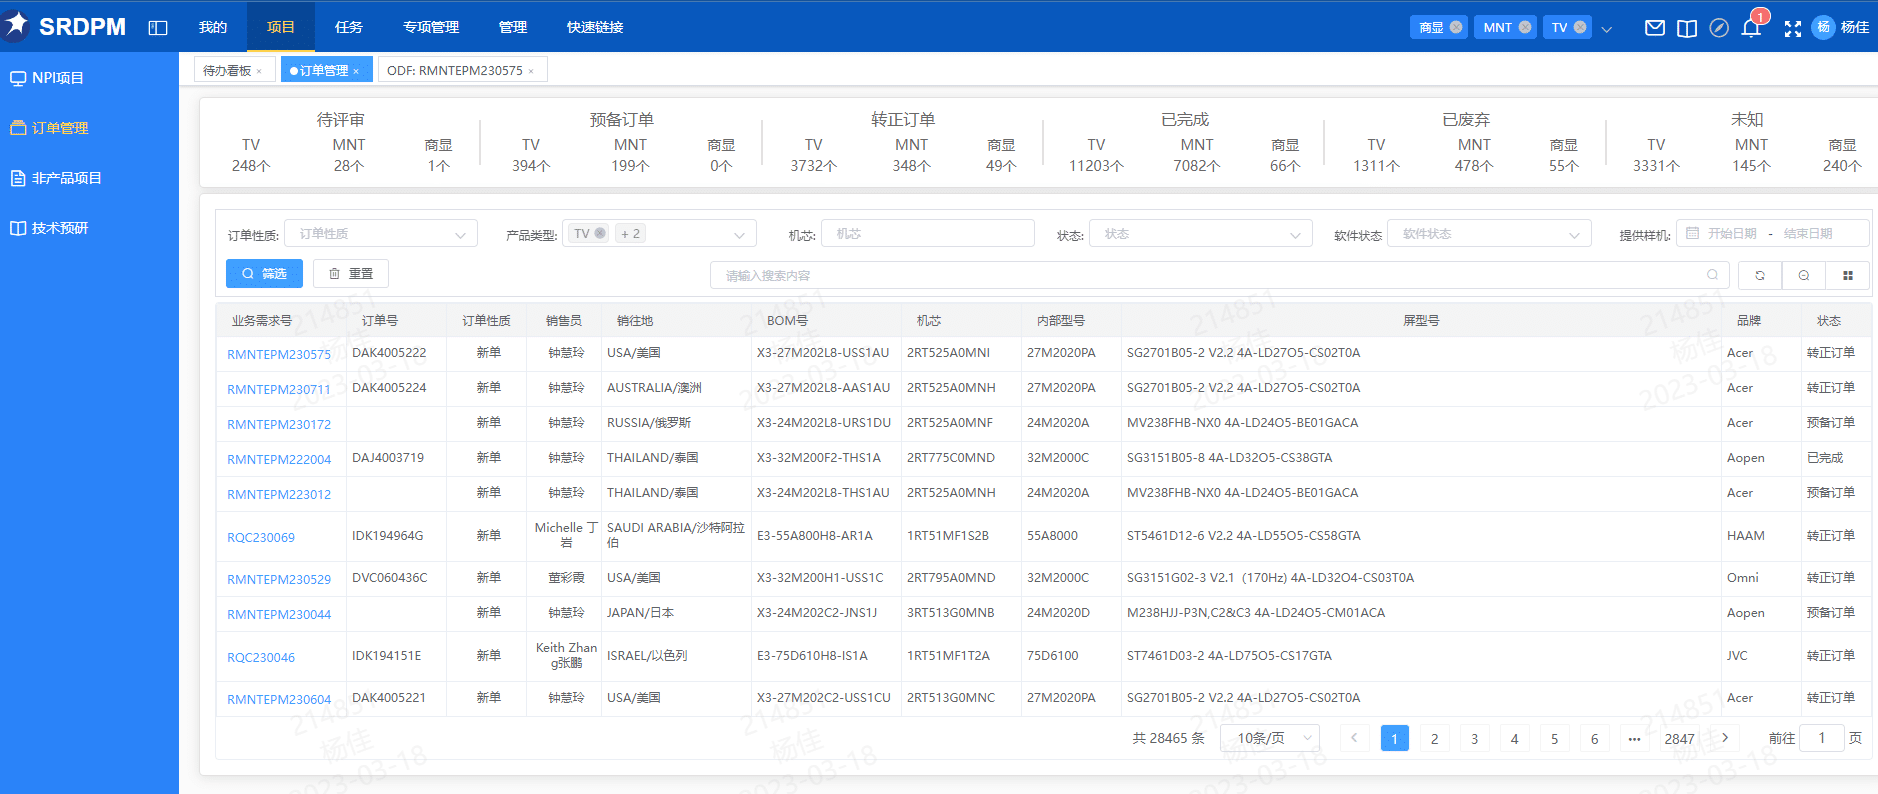 SRDPM 我的 项目 任务 专项管理 管理 快速链接 商显 MNT TV 1 杨 杨佳
NPI项目
订单管理
非产品项目
技术预研
待办看板 × 订单管理 × ODF: RMNTEPM230575 ×
待评审 预备订单 转正订单 已完成 已废弃 未知
TV MNT 商显 TV MNT 商显 TV MNT 商显 TV MNT 商显 TV MNT 商显 TV MNT 商显
248个 28个 1个 394个 199个 0个 3732个 348个 49个 11203个 7082个 66个 1311个 478个 55个 3331个 145个 240个
订单性质: 订单性质 产品类型: TV + 2 机芯: 机芯 状态: 状态 软件状态 软件状态 提供样机: 开始日期 - 结束日期
筛选 重置 请输入搜索内容
业务需求号 订单号 订单性质 销售员 销往地 BOM号 机芯 内部型号 屏型号 品牌 状态
RMNTEPM230575 DAK4005222 新单 钟慧玲 USA/美国 X3-27M202L8-USS1AU 2RT525A0MNI 27M2020PA SG2701B05-2 V2.2 4A-LD27O5-CS02T0A Acer 转正订单
RMNTEPM230711 DAK4005224 新单 钟慧玲 AUSTRALIA/澳洲 X3-27M202L8-AAS1AU 2RT525A0MNH 27M2020PA SG2701B05-2 V2.2 4A-LD27O5-CS02T0A Acer 转正订单
RMNTEPM230172 新单 钟慧玲 RUSSIA/俄罗斯 X3-24M202L8-URS1DU 2RT525A0MNF 24M2020A MV238FHB-NX0 4A-LD24O5-BE01GACA Acer 预备订单
RMNTEPM222004 DAJ4003719 新单 钟慧玲 THAILAND/泰国 X3-32M200F2-THS1A 2RT775C0MND 32M2000C SG3151B05-8 4A-LD32O5-CS38GTA Aopen 已完成
RMNTEPM223012 新单 钟慧玲 THAILAND/泰国 X3-24M202L8-THS1AU 2RT525A0MNH 24M2020A MV238FHB-NX0 4A-LD24O5-BE01GACA Acer 预备订单
RQC230069 IDK194964G 新单 Michelle 丁岩 SAUDI ARABIA/沙特阿拉伯 E3-55A800H8-AR1A 1RT51MF1S2B 55A8000 ST5461D12-6 V2.2 4A-LD55O5-CS58GTA HAAM 转正订单
RMNTEPM230529 DVC060436C 新单 董彩霞 USA/美国 X3-32M200H1-USS1C 2RT795A0MND 32M2000C SG3151G02-3 V2.1 (170Hz) 4A-LD32O4-CS03T0A Omni 转正订单
RMNTEPM230044 新单 钟慧玲 JAPAN/日本 X3-24M202C2-JNS1J 3RT513G0MNB 24M2020D M238HJJ-P3N,C2&C3 4A-LD24O5-CM01ACA Aopen 预备订单
RQC230046 IDK194151E 新单 Keith Zhang张鹏 ISRAEL/以色列 E3-75D610H8-IS1A 1RT51MF1T2A 75D6100 ST7461D03-2 4A-LD75O5-CS17GTA JVC 转正订单
RMNTEPM230604 DAK4005221 新单 钟慧玲 USA/美国 X3-27M202C2-USS1CU 2RT513G0MNC 27M2020PA SG2701B05-2 V2.2 4A-LD27O5-CS02T0A Acer 转正订单
共 28465 条 10条/页 1 2 3 4 5 6 ••• 2847 前往 1 页
214851
杨佳
2023-03-18